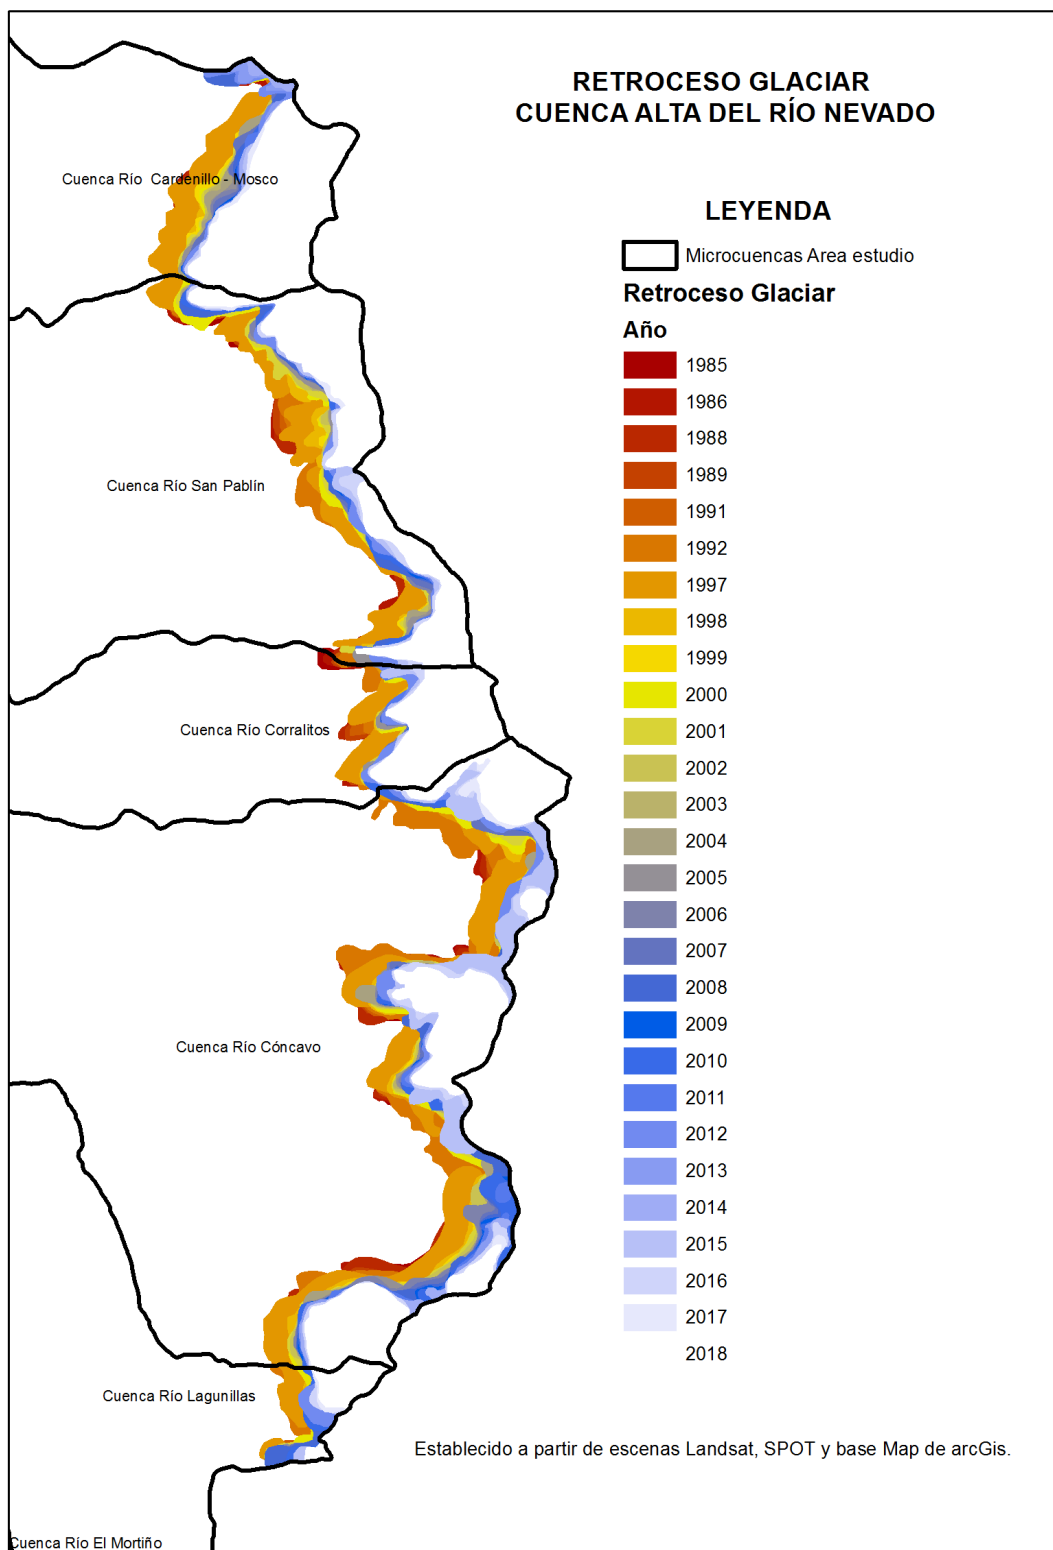 RETROCESO GLACIAR
CUENCA ALTA DEL RÍO NEVADO
Cuenca Río Cardenillo - Mosco
LEYENDA
Microcuencas Area estudio
Retroceso Glaciar
Año
1985
1986
1988
1989
1991
1992
1997
1998
1999
2000
2001
2002
2003
2004
2005
2006
2007
2008
2009
2010
2011
2012
2013
2014
2015
2016
2017
2018
Cuenca Río San Pablín
Cuenca Río Corralitos
Cuenca Río Cóncavo
Cuenca Río Lagunillas
Establecido a partir de escenas Landsat, SPOT y base Map de arcGis.
Cuenca Río El Mortiño